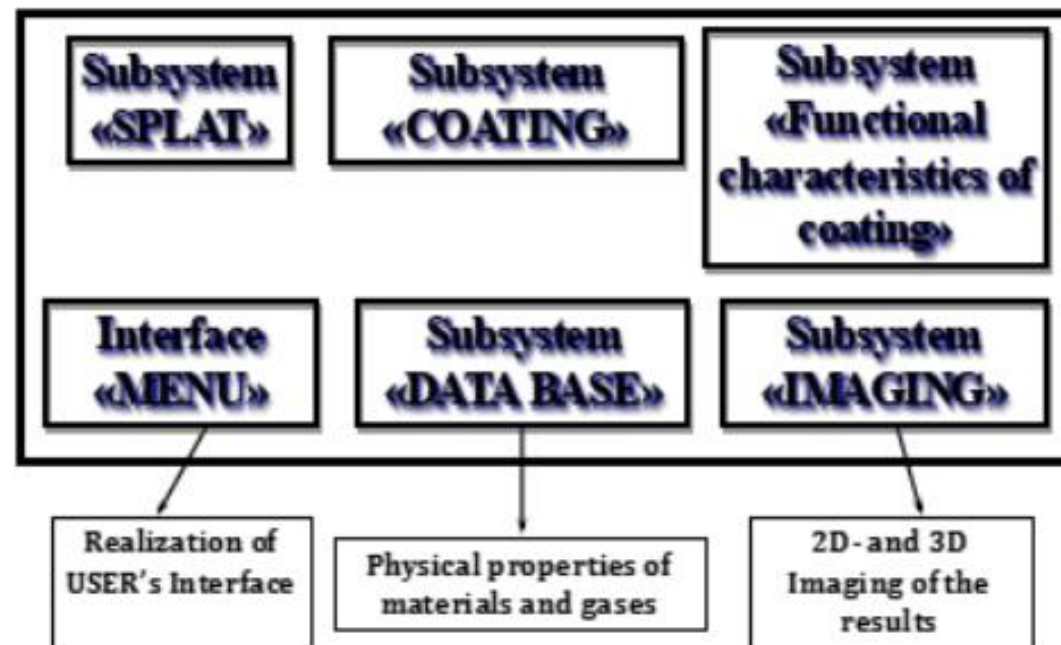 Subsystem
«SPLAT»
Subsystem
«COATING»
Subsystem
«Functional
characteristics of
coating»
Interface
«MENU»
Subsystem
«DATA BASE»
Subsystem
«IMAGING»
Realization of
USER's Interface
Physical properties of
materials and gases
2D- and 3D
Imaging of the
results